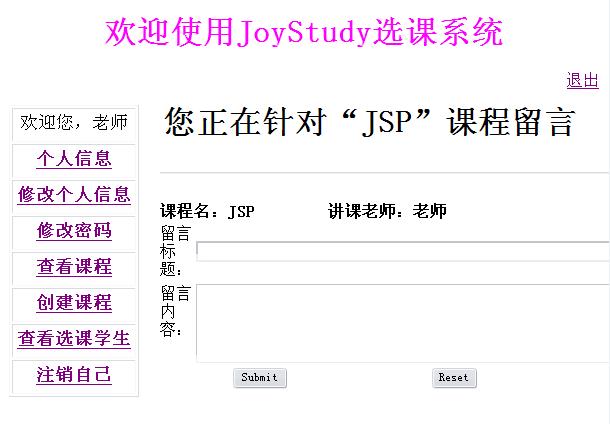 欢迎使用JoyStudy选课系统
退出
欢迎您，老师
个人信息
修改个人信息
修改密码
查看课程
创建课程
查看选课学生
注销自己
您正在针对“JSP”课程留言
课程名：JSP 讲课老师：老师
留言
标
题：
留言
内
容：
Submit Reset